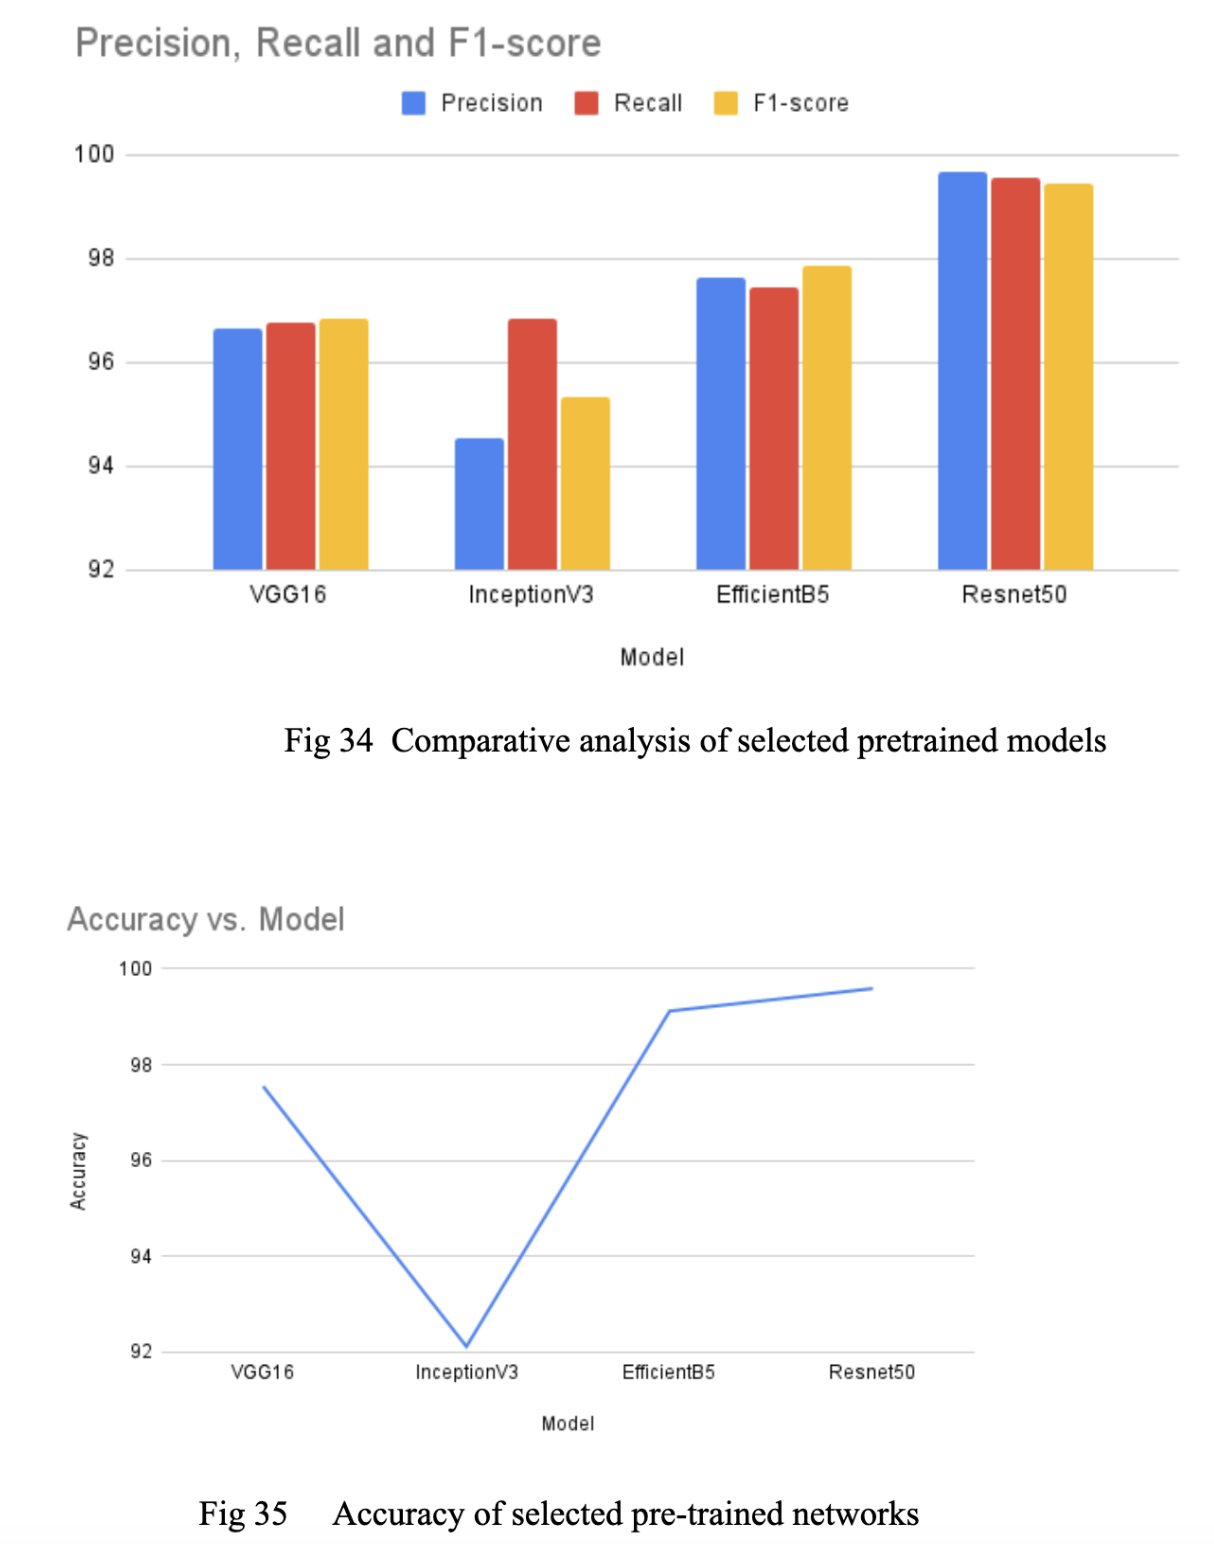 Precision, Recall and F1-score
Precision Recall F1-score
100
98
96
94
92
VGG16 InceptionV3 EfficientB5 Resnet50
Model
Fig 34 Comparative analysis of selected pretrained models
Accuracy vs. Model
100
98
96
94
92
Accuracy
VGG16 InceptionV3 EfficientB5 Resnet50
Model
Fig 35 Accuracy of selected pre-trained networks